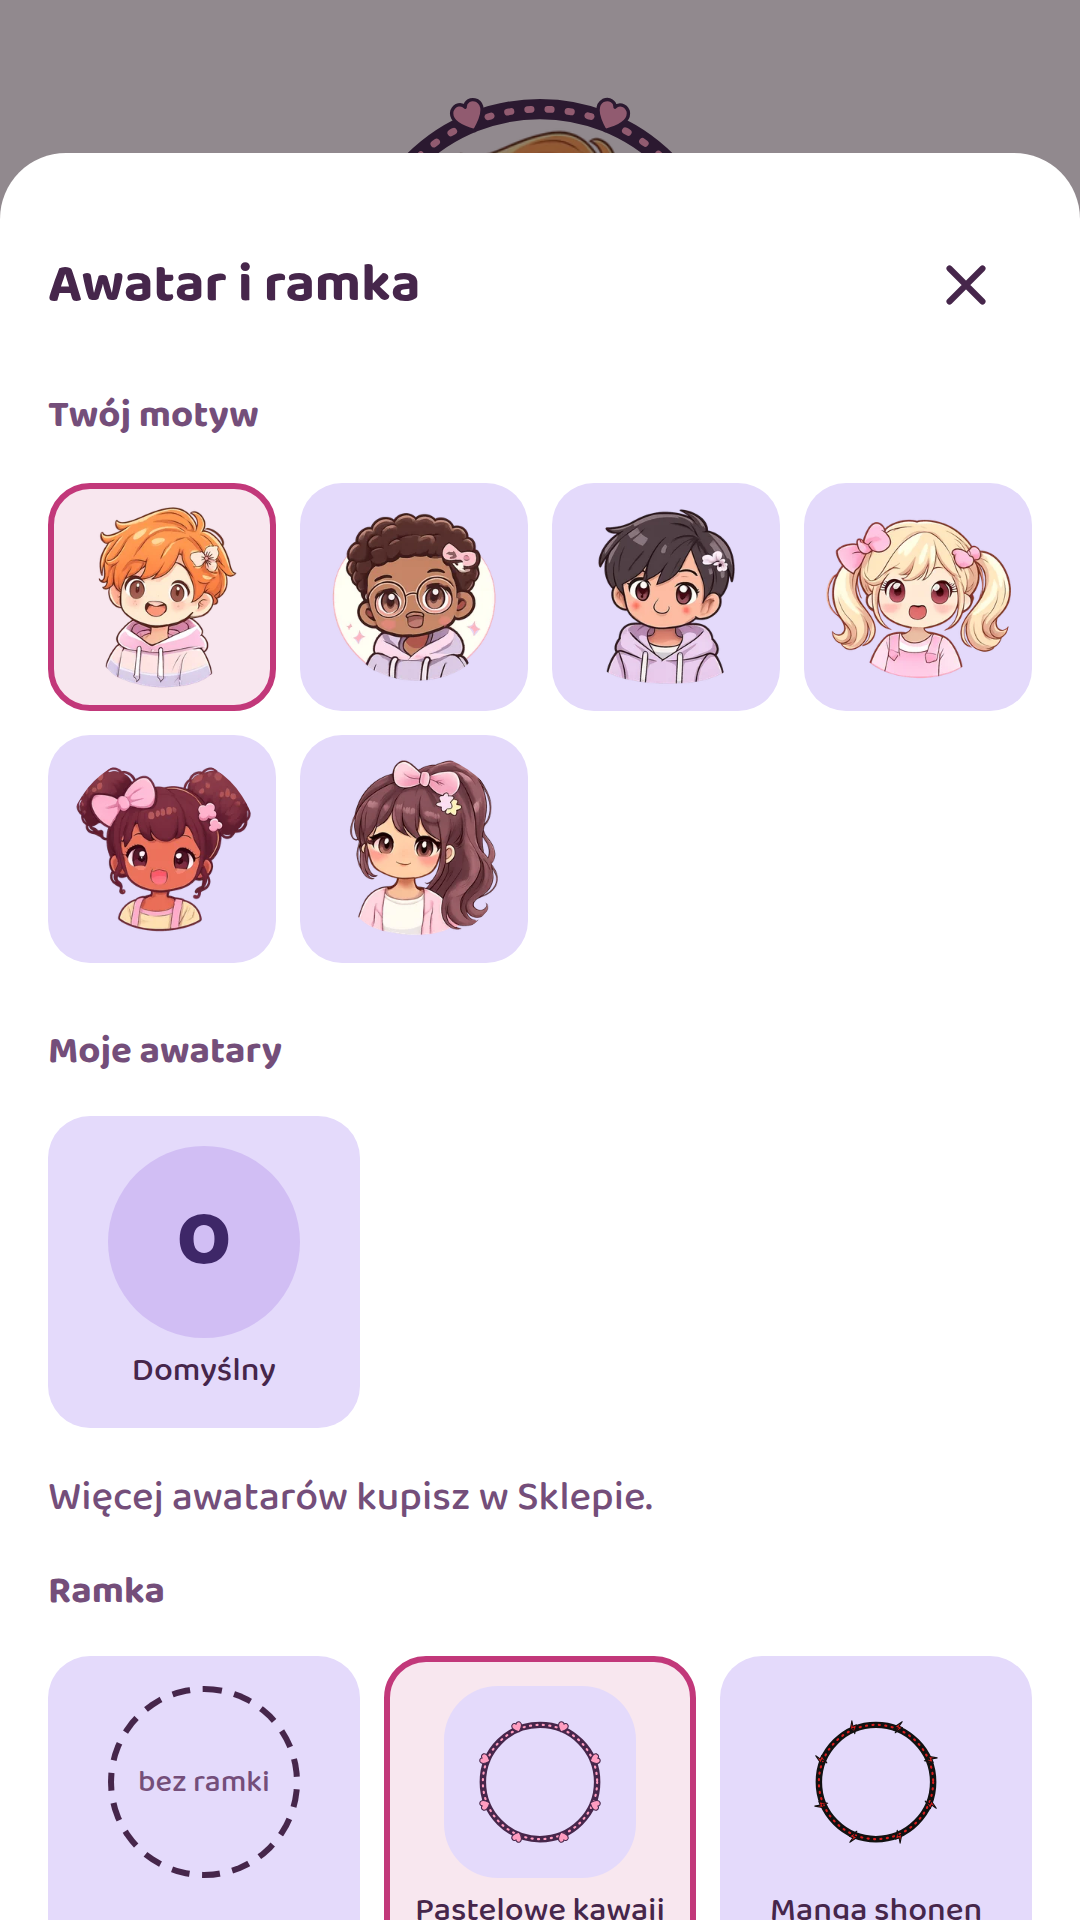 Awatar i ramka
Twój motyw
Moje awatary
O
Domyślny
Więcej awatarów kupisz w Sklepie.
Ramka
bez ramki
Pastelowe kawaii
Manga shonen